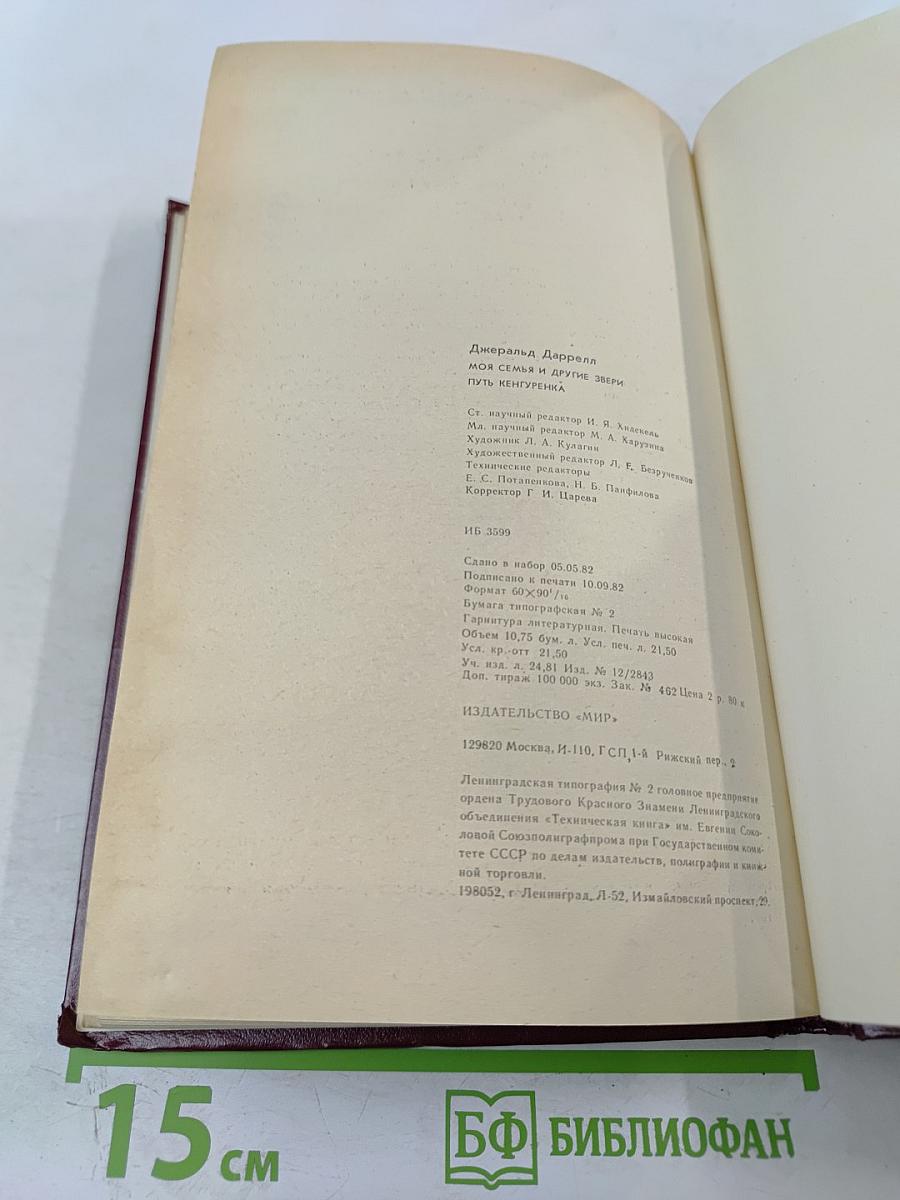 Джеральд Даррелл
МОЯ СЕМЬЯ И ДРУГИЕ ЗВЕРИ
ПУТЬ КЕНГУРЕНКА
Ст. научный редактор И. Я. Хидекель
Мл. научный редактор М. А. Харузина
Художник Л. А. Кулагин
Художественный редактор Л. Е. Безрученков
Технические редакторы
Е. С. Потапенкова, Н. Б. Панфилова
Корректор Г. И. Царева
ИБ 3599
Сдано в набор 05.05.82
Подписано к печати 10.09.82
Формат 60×90¹/₁₆
Бумага типографская № 2
Гарнитура литературная. Печать высокая
Объем 10,75 бум. л. Усл. печ. л. 21,50
Усл. кр.-отт 21,50
Уч. изд. л. 24,81 Изд. № 12/2843
Доп. тираж 100 000 экз. Зак. № 462 Цена 2 р. 80 к
ИЗДАТЕЛЬСТВО «МИР»
129820 Москва, И-110, ГСП, 1-й Рижский пер., 2
Ленинградская типография № 2 головное предприятие
ордена Трудового Красного Знамени Ленинградского
объединения «Техническая книга» им. Евгении Соко-
ловой Союзполиграфпрома при Государственном коми-
тете СССР по делам издательств, полиграфии и книж-
ной торговли.
198052, г Ленинград, Л-52, Измайловский проспект, 29.
15 см
БФ БИБЛИОФАН